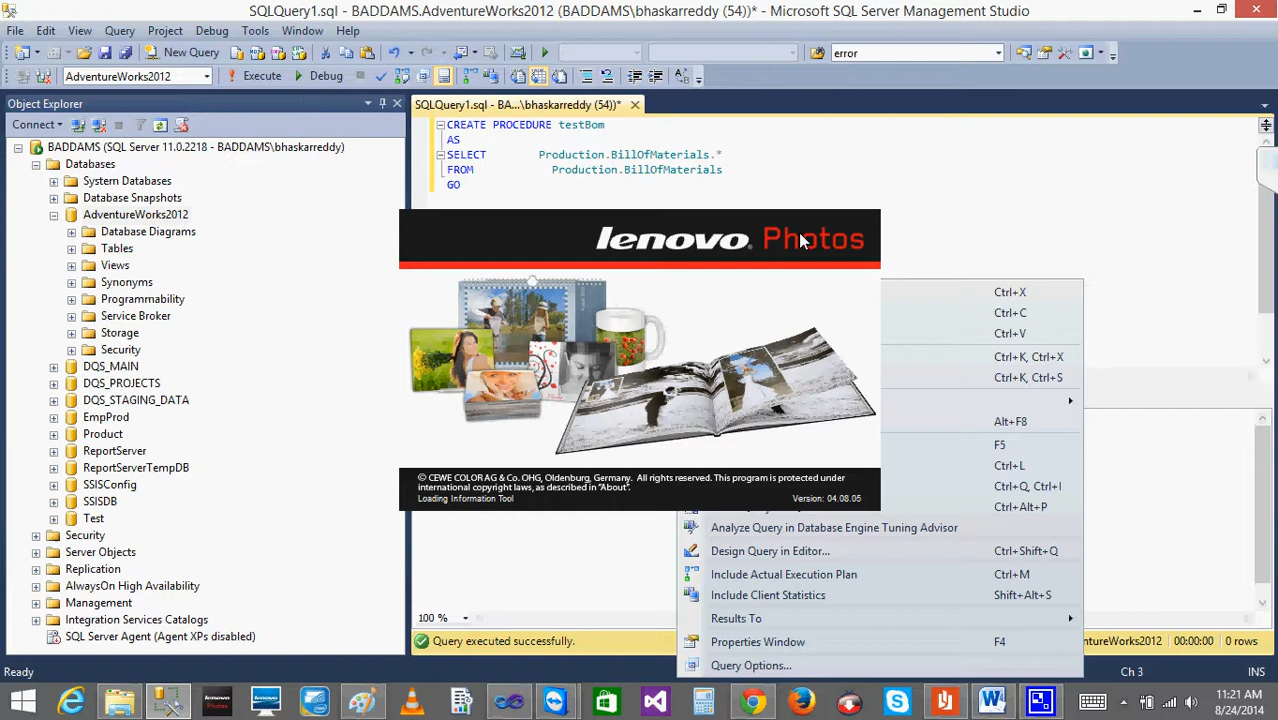 SQLQuery1.sql - BADDAMS.AdventureWorks2012 (BADDAMS\bhaskarreddy (54))* - Microsoft SQL Server Management Studio
File Edit View Query Project Debug Tools Window Help
New Query error
AdventureWorks2012 Execute Debug
Object Explorer
SQLQuery1.sql - BA...\bhaskarreddy (54))*
Connect
BADDAMS (SQL Server 11.0.2218 - BADDAMS\bhaskarreddy)
Databases
System Databases
Database Snapshots
AdventureWorks2012
Database Diagrams
Tables
Views
Synonyms
Programmability
Service Broker
Storage
Security
DQS_MAIN
DQS_PROJECTS
DQS_STAGING_DATA
EmpProd
Product
ReportServer
ReportServerTempDB
SSISConfig
SSISDB
Test
Security
Server Objects
Replication
AlwaysOn High Availability
Management
Integration Services Catalogs
SQL Server Agent (Agent XPs disabled)
CREATE PROCEDURE testBom
AS
SELECT Production.BillOfMaterials.*
FROM Production.BillOfMaterials
GO
lenovo Photos
© CEWE COLOR AG & Co. OHG, Oldenburg, Germany. All rights reserved. This program is protected under
international copyright laws, as described in "About".
Loading Information Tool Version: 04.08.05
Ctrl+X
Ctrl+C
Ctrl+V
Ctrl+K, Ctrl+X
Ctrl+K, Ctrl+S
Alt+F8
F5
Ctrl+L
Ctrl+Q, Ctrl+I
Ctrl+Alt+P
Analyze Query in Database Engine Tuning Advisor
Design Query in Editor... Ctrl+Shift+Q
Include Actual Execution Plan Ctrl+M
Include Client Statistics Shift+Alt+S
Results To
Properties Window F4
Query Options...
100 %
Query executed successfully. 00:00:00 0 rows
Ready Ch 3 INS
lenovo
Photos
11:21 AM
8/24/2014